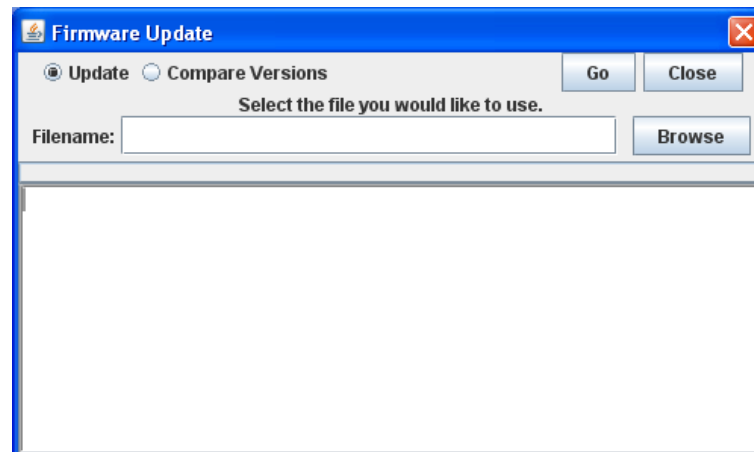 Firmware Update
Update Compare Versions Go Close
Select the file you would like to use.
Filename: Browse